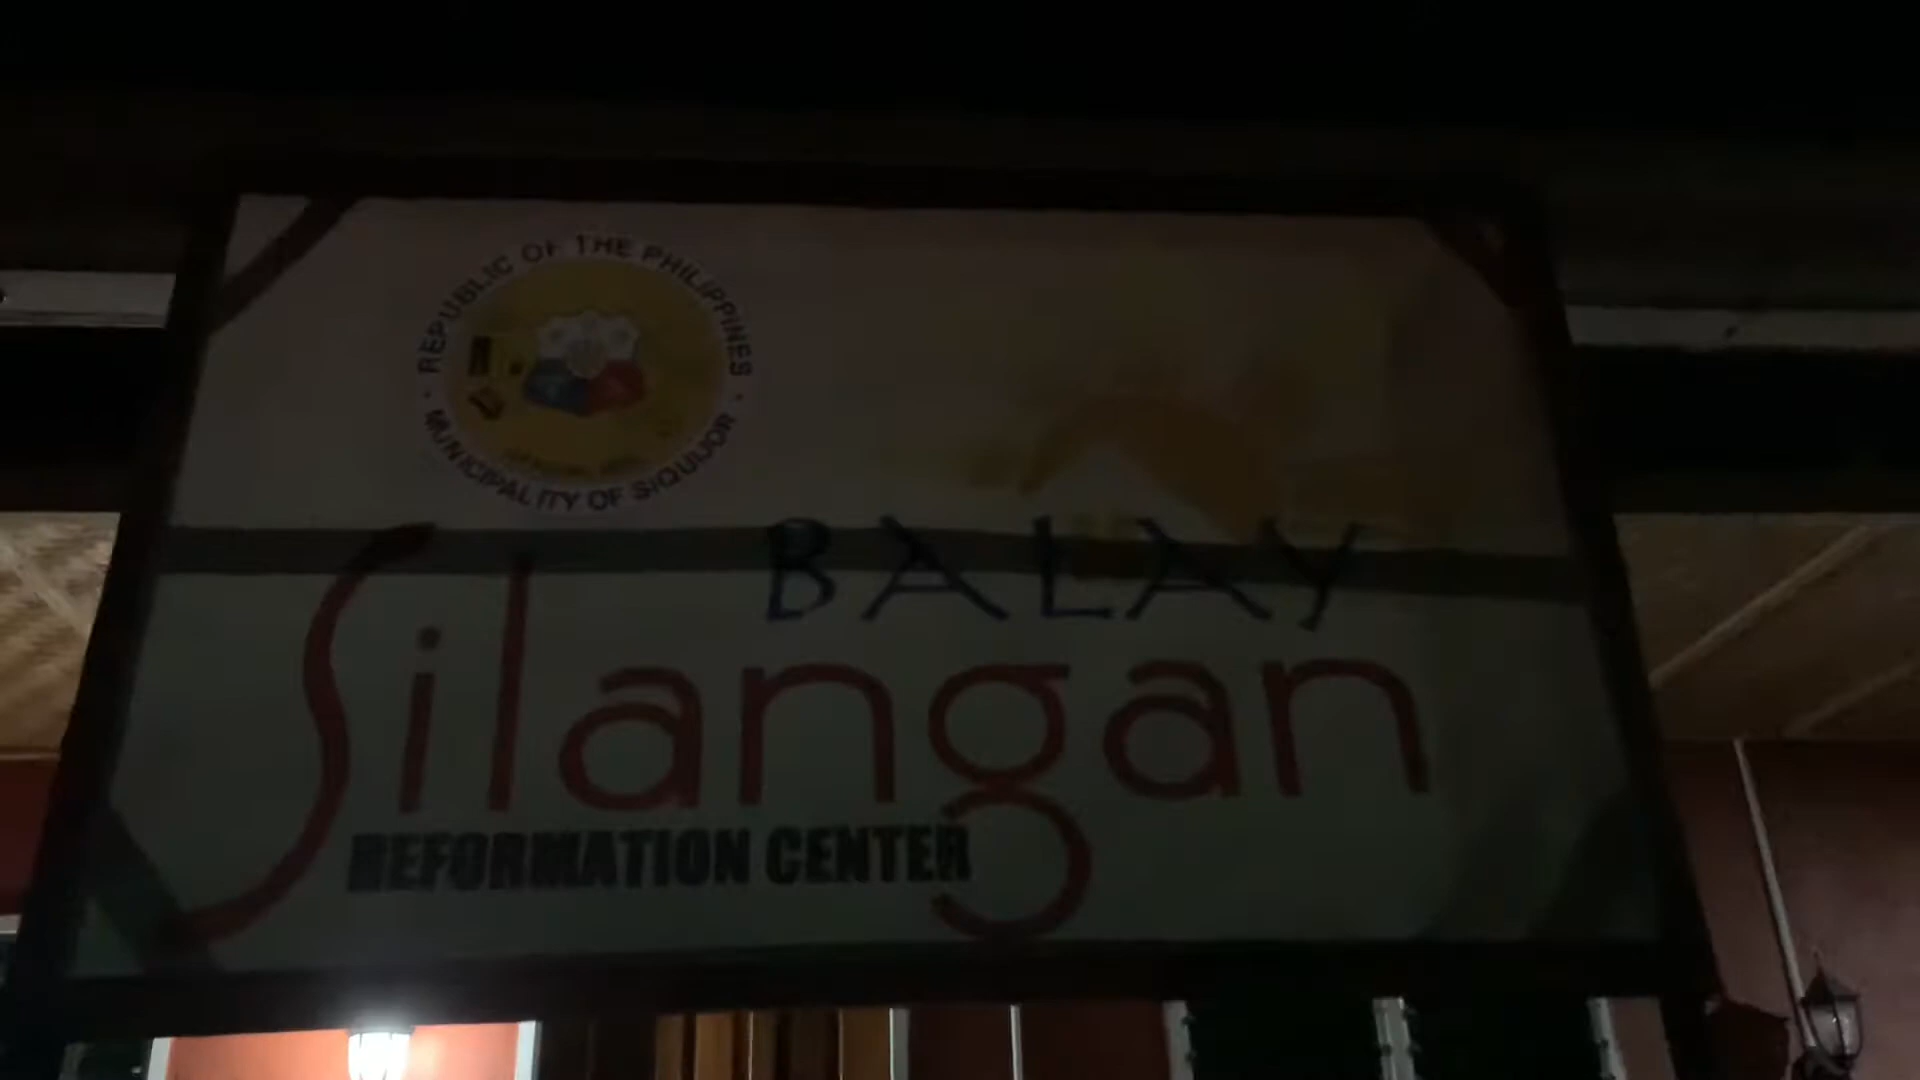 REPUBLIC OF THE PHILIPPINES
MUNICIPALITY OF SIQUIJOR
BALAY
Silangan
REFORMATION CENTER